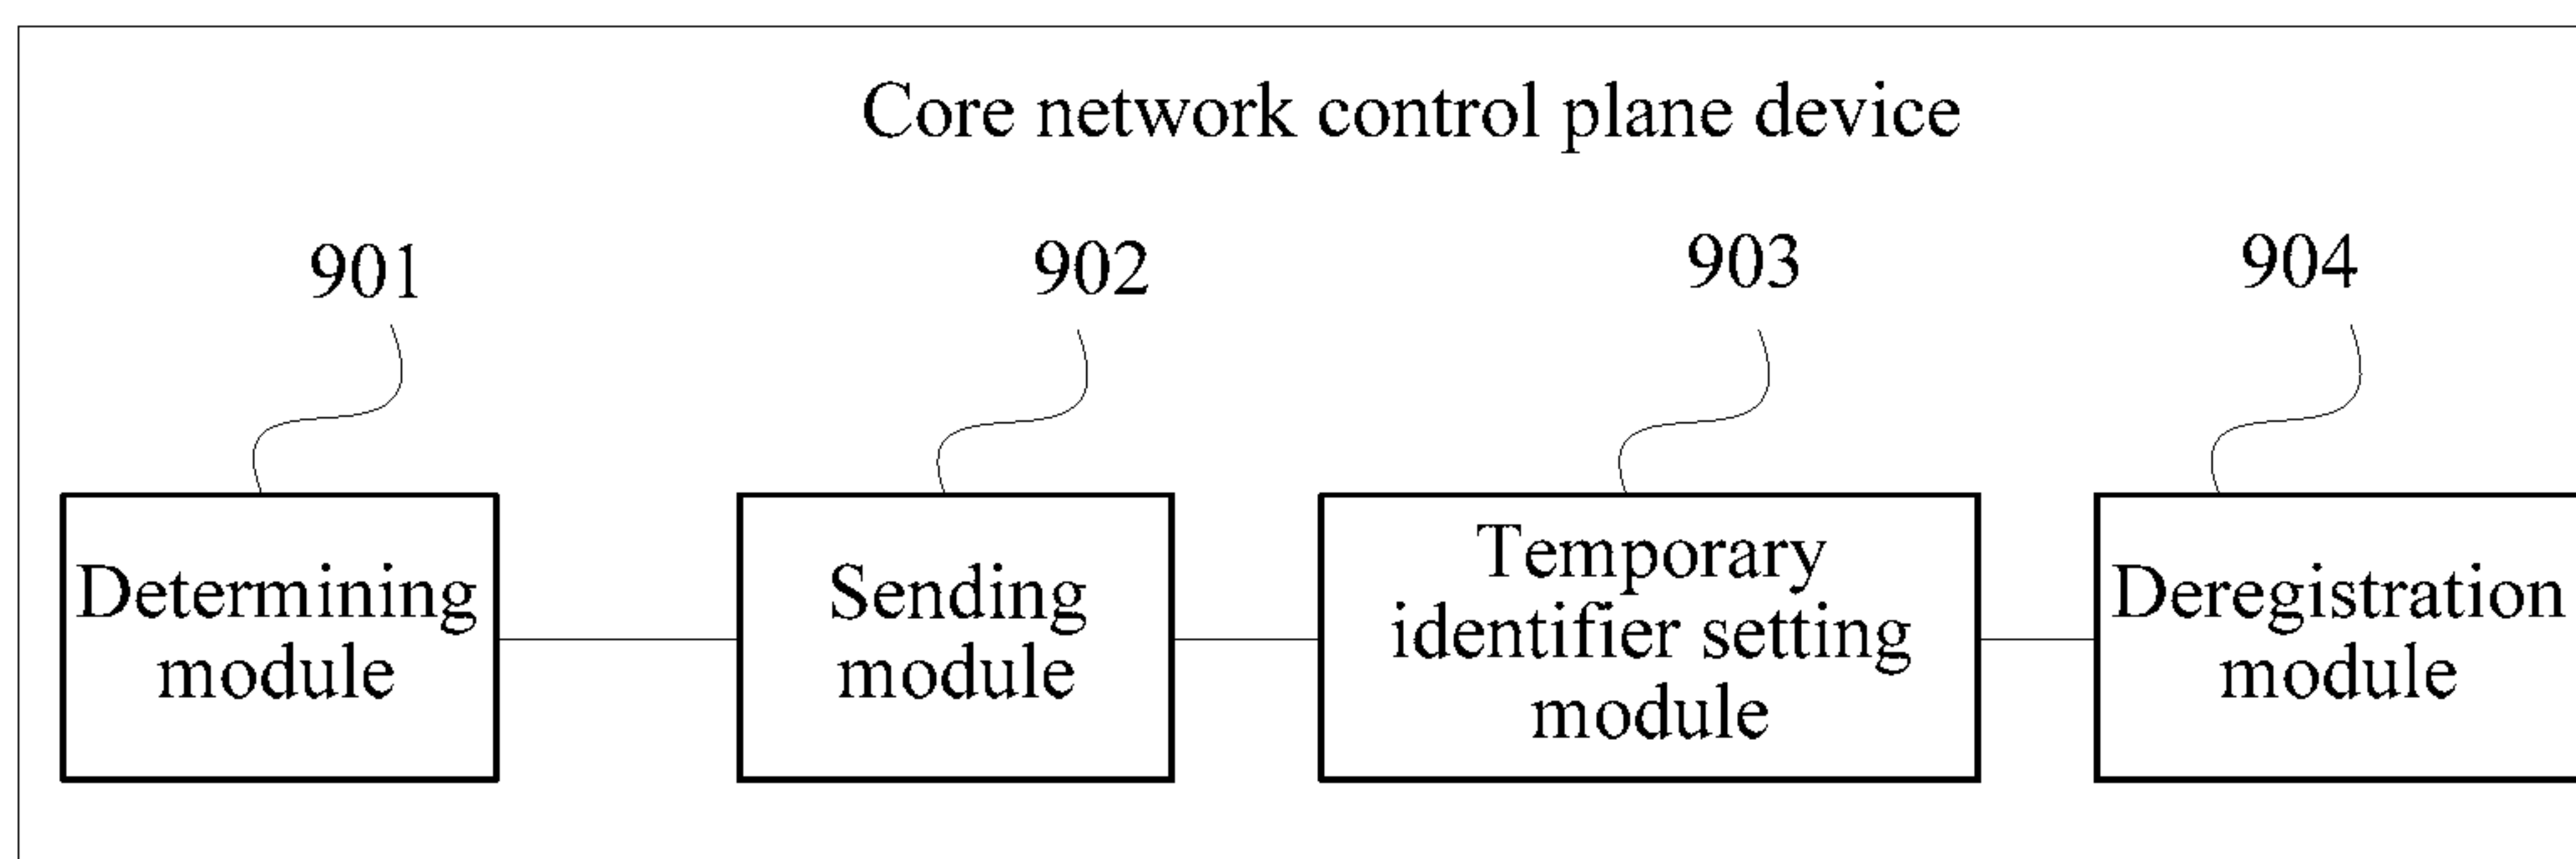 Core network control plane device
901
902
903
904
Determining
module
Sending
module
Temporary
identifier setting
module
Deregistration
module